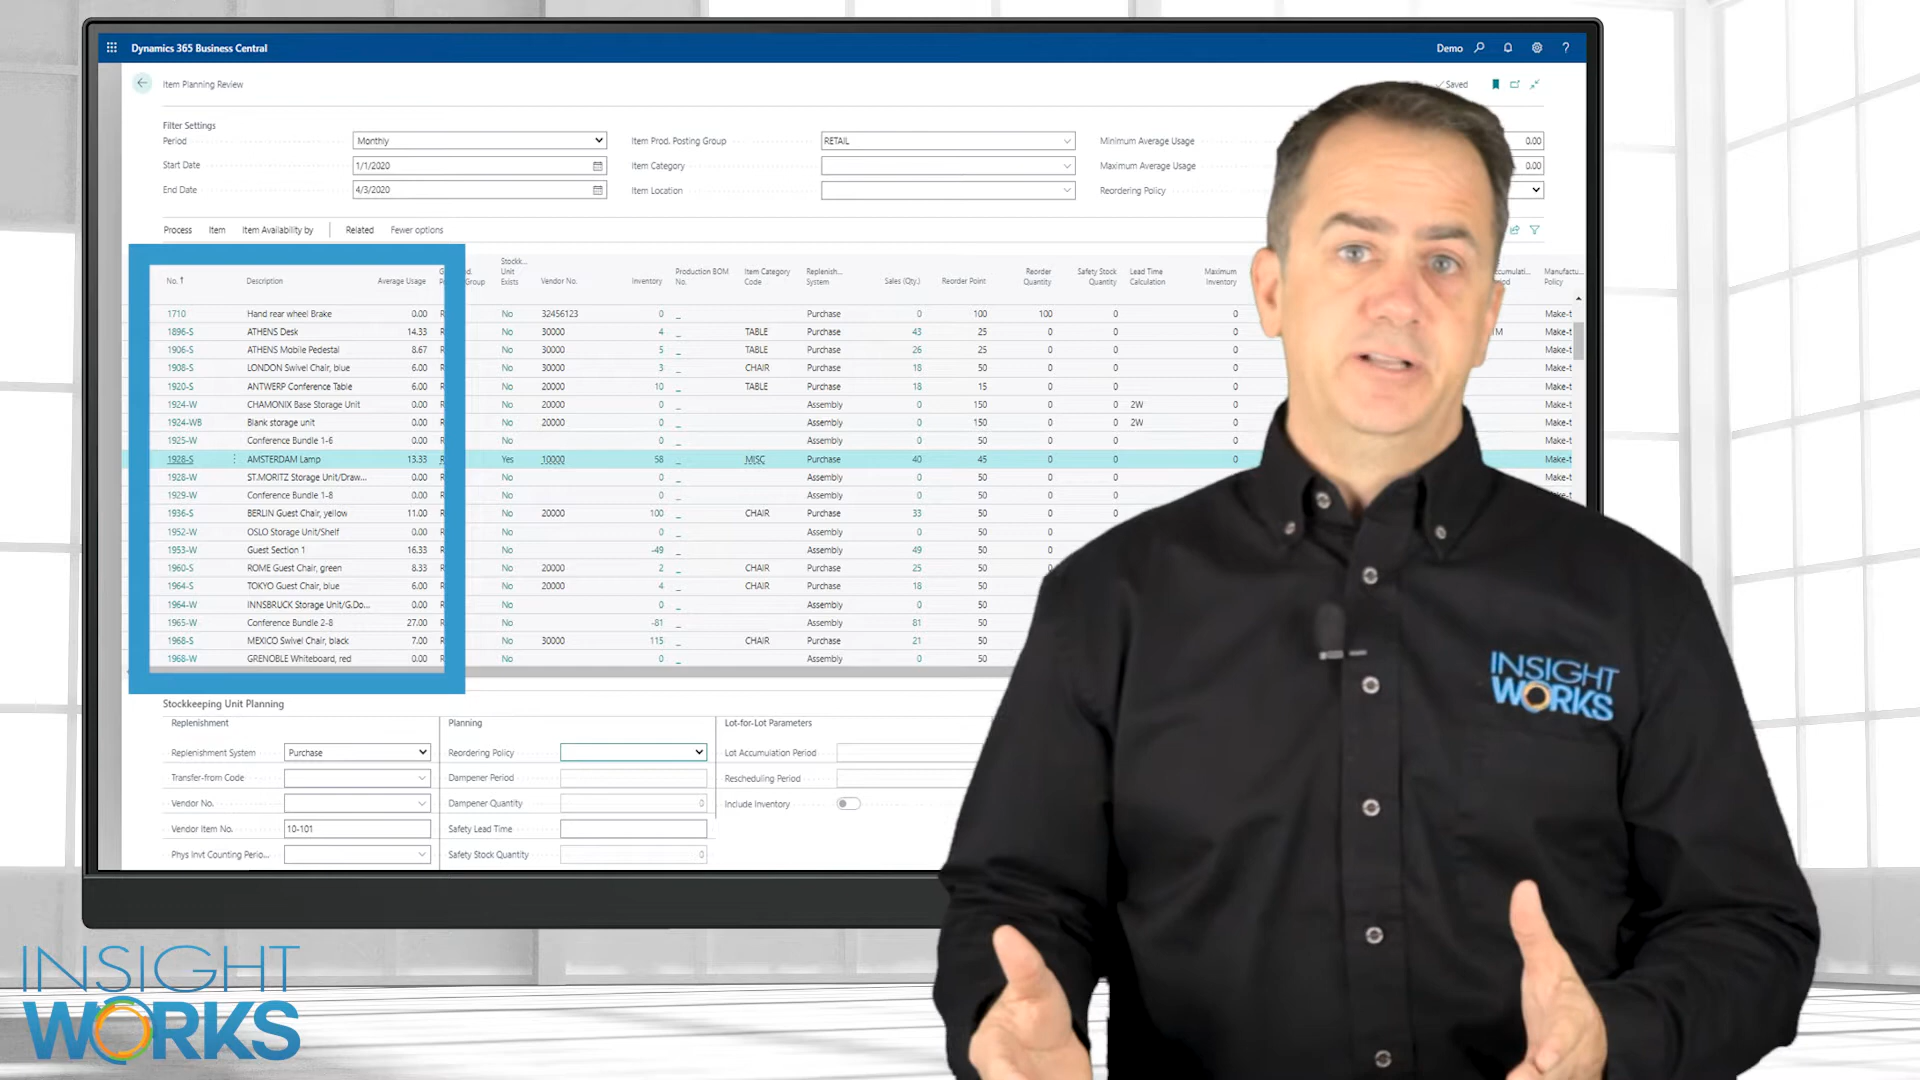 Dynamics 365 Business Central
Demo
?
Item Planning Review
Saved
Filter Settings
Period Monthly Item Prod. Posting Group RETAIL Minimum Average Usage 0.00
Start Date 1/1/2020 Item Category Maximum Average Usage 0.00
End Date 4/3/2020 Item Location Reordering Policy
Process Item Item Availability by Related Fewer options
No. ↑ Description Average Usage Group Stockk... Unit Exists Vendor No. Inventory Production BOM No. Item Category Code Replenish... System Sales (Qty.) Reorder Point Reorder Quantity Safety Stock Quantity Lead Time Calculation Maximum Inventory Manufactu... Policy
1710 Hand rear wheel Brake 0.00 No 32456123 0 _ Purchase 0 100 100 0 0 Make-t
1896-S ATHENS Desk 14.33 No 30000 4 _ TABLE Purchase 43 25 0 0 0 Make-t
1906-S ATHENS Mobile Pedestal 8.67 No 30000 5 _ TABLE Purchase 26 25 0 0 0 Make-t
1908-S LONDON Swivel Chair, blue 6.00 No 30000 3 _ CHAIR Purchase 18 50 0 0 0 Make-t
1920-S ANTWERP Conference Table 6.00 No 20000 10 _ TABLE Purchase 18 15 0 0 0 Make-t
1924-W CHAMONIX Base Storage Unit 0.00 No 20000 0 _ Assembly 0 150 0 0 2W 0 Make-t
1924-WB Blank storage unit 0.00 No 20000 0 _ Assembly 0 150 0 0 2W 0 Make-t
1925-W Conference Bundle 1-6 0.00 No 0 _ Assembly 0 50 0 0 0 Make-t
1928-S AMSTERDAM Lamp 13.33 Yes 10000 58 _ MISC Purchase 40 45 0 0 0 Make-t
1928-W ST.MORITZ Storage Unit/Draw... 0.00 No 0 _ Assembly 0 50 0 0 Make-t
1929-W Conference Bundle 1-8 0.00 No 0 _ Assembly 0 50 0 0 Make-t
1936-S BERLIN Guest Chair, yellow 11.00 No 20000 100 _ CHAIR Purchase 33 50 0 0
1952-W OSLO Storage Unit/Shelf 0.00 No 0 _ Assembly 0 50 0
1953-W Guest Section 1 16.33 No -49 _ Assembly 49 50 0
1960-S ROME Guest Chair, green 8.33 No 20000 2 _ CHAIR Purchase 25 50 0
1964-S TOKYO Guest Chair, blue 6.00 No 20000 4 _ CHAIR Purchase 18 50
1964-W INNSBRUCK Storage Unit/G.Do... 0.00 No 0 _ Assembly 0 50
1965-W Conference Bundle 2-8 27.00 No -81 _ Assembly 81 50
1968-S MEXICO Swivel Chair, black 7.00 No 30000 115 _ CHAIR Purchase 21 50
1968-W GRENOBLE Whiteboard, red 0.00 No 0 _ Assembly 0 50
Stockkeeping Unit Planning
Replenishment Planning Lot-for-Lot Parameters
Replenishment System Purchase Reordering Policy Lot Accumulation Period
Transfer-from Code Dampener Period Rescheduling Period
Vendor No. Dampener Quantity 0 Include Inventory
Vendor Item No. 10-101 Safety Lead Time
Phys Invt Counting Perio... Safety Stock Quantity 0
INSIGHT
WORKS
INSIGHT
WORKS